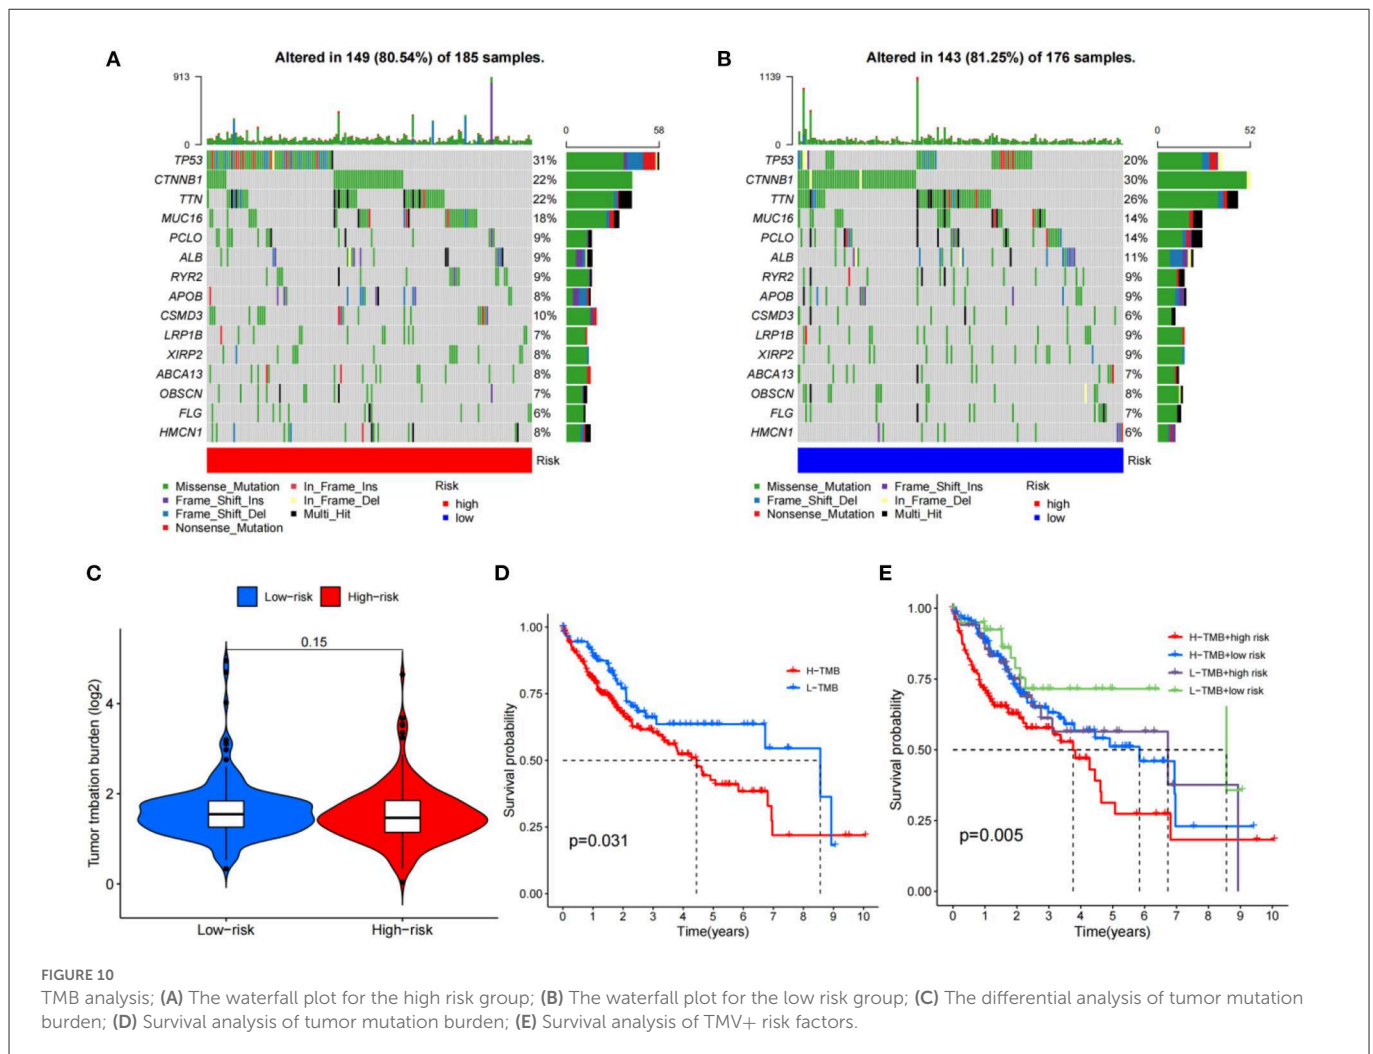 A
Altered in 149 (80.54%) of 185 samples.
913
0
0 58
TP53 31%
CTNNB1 22%
TTN 22%
MUC16 18%
PCLO 9%
ALB 9%
RYR2 9%
APOB 8%
CSMD3 10%
LRP1B 7%
XIRP2 8%
ABCA13 8%
OBSCN 7%
FLG 6%
HMCN1 8%
Risk
Missense_Mutation In_Frame_Ins Risk
Frame_Shift_Ins In_Frame_Del high
Frame_Shift_Del Multi_Hit low
Nonsense_Mutation
B
Altered in 143 (81.25%) of 176 samples.
1139
0
0 52
TP53 20%
CTNNB1 30%
TTN 26%
MUC16 14%
PCLO 14%
ALB 11%
RYR2 9%
APOB 9%
CSMD3 6%
LRP1B 9%
XIRP2 9%
ABCA13 7%
OBSCN 8%
FLG 7%
HMCN1 6%
Risk
Missense_Mutation Frame_Shift_Ins Risk
Frame_Shift_Del In_Frame_Del high
Nonsense_Mutation Multi_Hit low
C
Low-risk High-risk
0.15
Tumor tmbation burden (log2)
4
2
0
Low-risk High-risk
D
H-TMB
L-TMB
Survival probability
1.00
0.75
0.50
0.25
0.00
p=0.031
0 1 2 3 4 5 6 7 8 9 10
Time(years)
E
H-TMB+high risk
H-TMB+low risk
L-TMB+high risk
L-TMB+low risk
Survival probability
1.00
0.75
0.50
0.25
0.00
p=0.005
0 1 2 3 4 5 6 7 8 9 10
Time(years)
FIGURE 10
TMB analysis; (A) The waterfall plot for the high risk group; (B) The waterfall plot for the low risk group; (C) The differential analysis of tumor mutation
burden; (D) Survival analysis of tumor mutation burden; (E) Survival analysis of TMV+ risk factors.